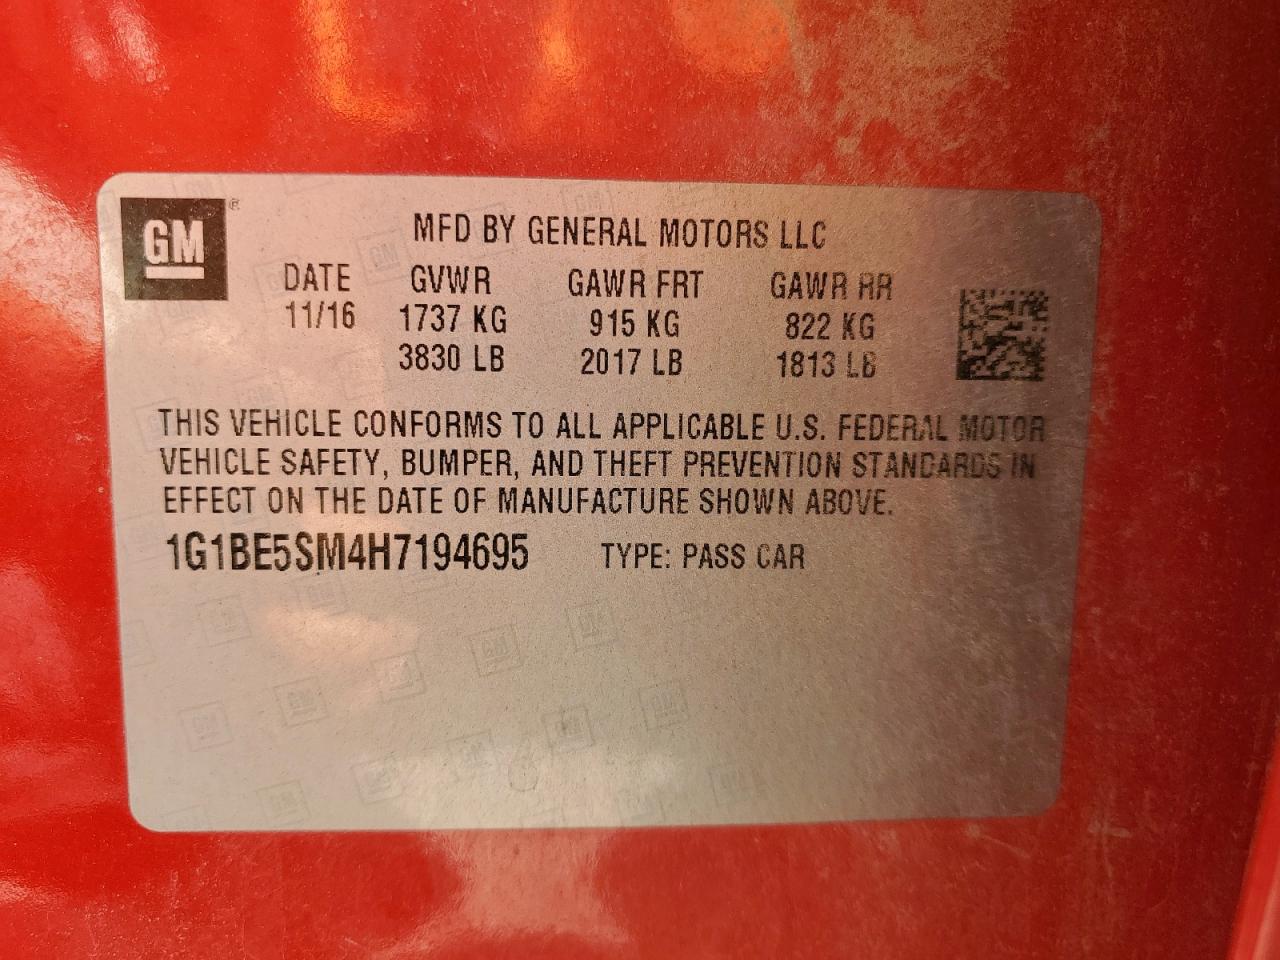 GM ®
MFD BY GENERAL MOTORS LLC
DATE GVWR GAWR FRT GAWR RR
11/16 1737 KG 915 KG 822 KG
3830 LB 2017 LB 1813 LB
THIS VEHICLE CONFORMS TO ALL APPLICABLE U.S. FEDERAL MOTOR
VEHICLE SAFETY, BUMPER, AND THEFT PREVENTION STANDARDS IN
EFFECT ON THE DATE OF MANUFACTURE SHOWN ABOVE.
1G1BE5SM4H7194695 TYPE: PASS CAR